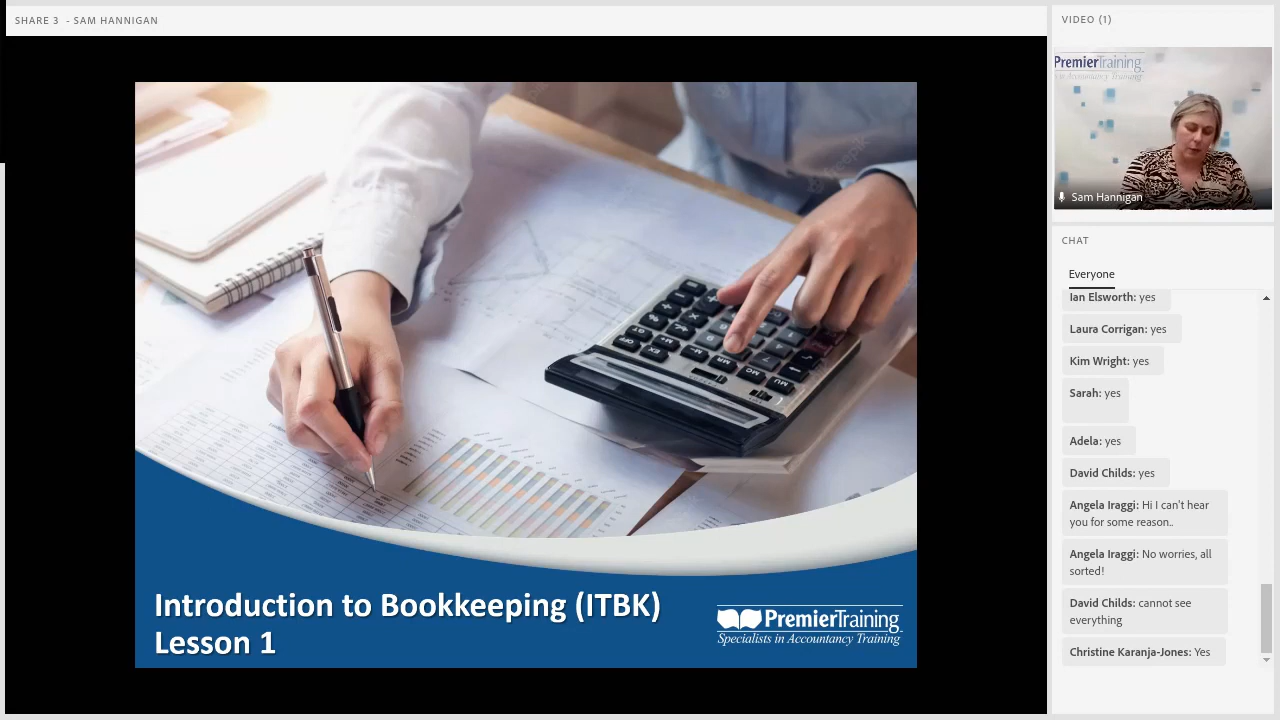 SHARE 3 - SAM HANNIGAN
Introduction to Bookkeeping (ITBK)
Lesson 1
PremierTraining
Specialists in Accountancy Training
VIDEO (1)
PremierTraining
Sam Hannigan
CHAT
Everyone
Ian Elsworth: yes
Laura Corrigan: yes
Kim Wright: yes
Sarah: yes
Adela: yes
David Childs: yes
Angela Iraggi: Hi I can't hear
you for some reason..
Angela Iraggi: No worries, all
sorted!
David Childs: cannot see
everything
Christine Karanja-Jones: Yes